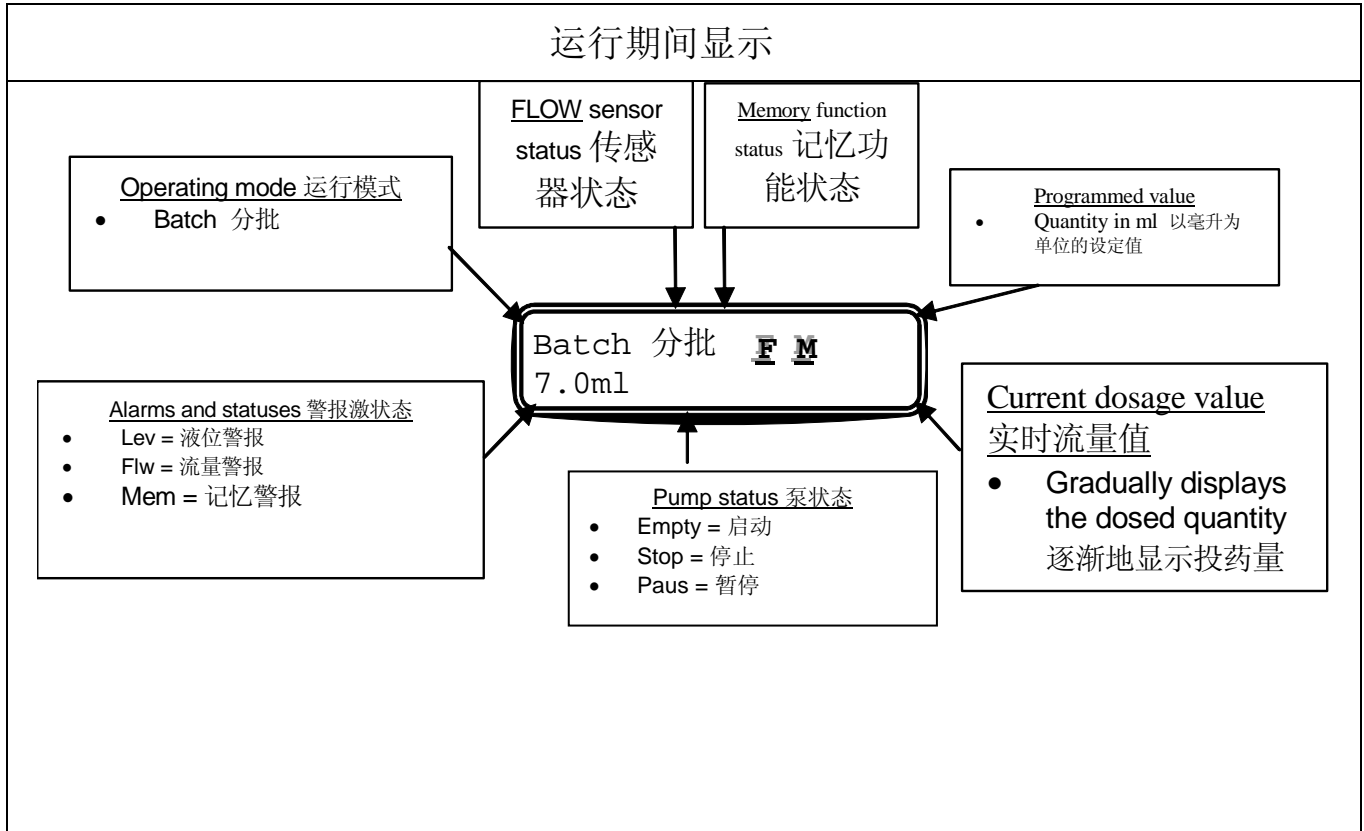 运行期间显示
FLOW sensor
status 传感
器状态
Memory function
status 记忆功
能状态
Operating mode 运行模式
• Batch 分批
Programmed value
• Quantity in ml 以毫升为
单位的设定值
Batch 分批 F M
7.0ml
Alarms and statuses 警报激状态
• Lev = 液位警报
• Flw = 流量警报
• Mem = 记忆警报
Pump status 泵状态
• Empty = 启动
• Stop = 停止
• Paus = 暂停
Current dosage value
实时流量值
• Gradually displays
the dosed quantity
逐渐地显示投药量